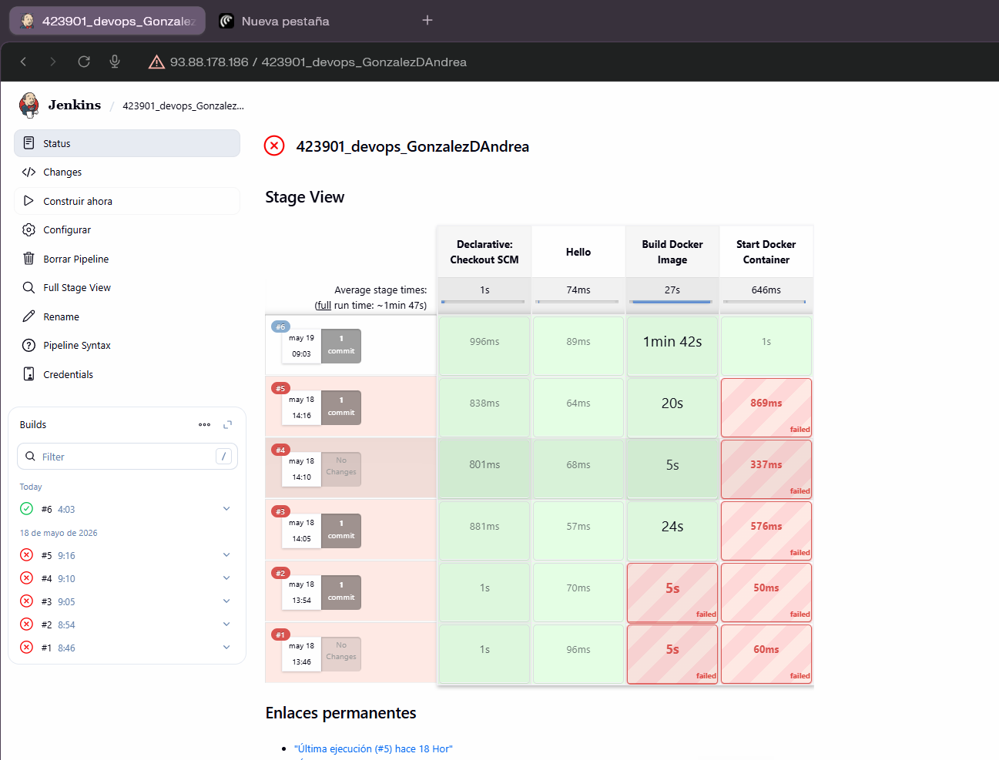 423901_devops_Gonzalez
Nueva pestaña
93.88.178.186 / 423901_devops_GonzalezDAndrea
Jenkins / 423901_devops_Gonzalez...
Status
Changes
Construir ahora
Configurar
Borrar Pipeline
Full Stage View
Rename
Pipeline Syntax
Credentials
Builds
Filter
/
Today
#6 4:03
18 de mayo de 2026
#5 9:16
#4 9:10
#3 9:05
#2 8:54
#1 8:46
423901_devops_GonzalezDAndrea
Stage View
Declarative: Checkout SCM
Hello
Build Docker Image
Start Docker Container
Average stage times:
(full run time: ~1min 47s)
1s
74ms
27s
646ms
#6
may 19
09:03
1
commit
996ms
89ms
1min 42s
1s
#5
may 18
14:16
1
commit
838ms
64ms
20s
869ms
failed
#4
may 18
14:10
No
Changes
801ms
68ms
5s
337ms
failed
#3
may 18
14:05
1
commit
881ms
57ms
24s
576ms
failed
#2
may 18
13:54
1
commit
1s
70ms
5s
failed
50ms
failed
#1
may 18
13:46
No
Changes
1s
96ms
5s
failed
60ms
failed
Enlaces permanentes
"Última ejecución (#5) hace 18 Hor"